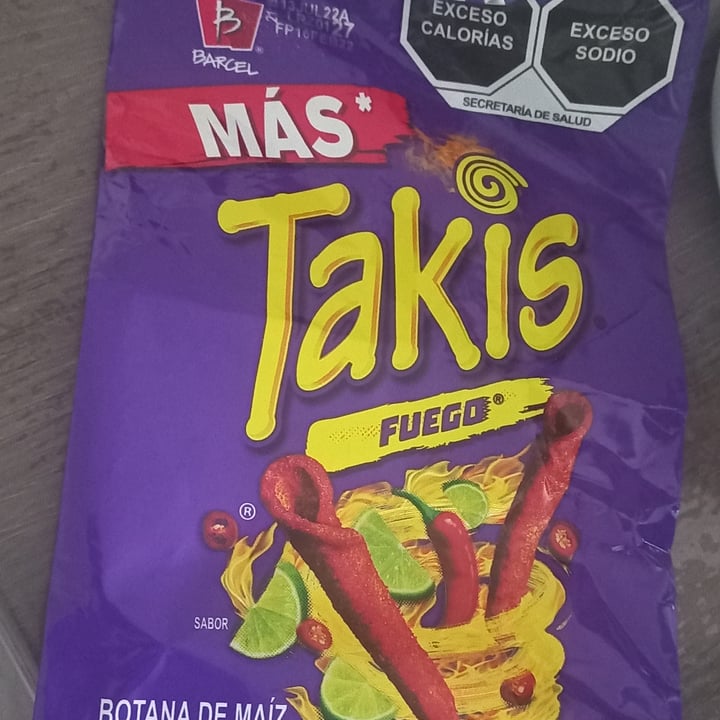 B
BARCEL
EXCESO
CALORÍAS
EXCESO
SODIO
SECRETARÍA DE SALUD
MÁS*
Takis
FUEGO®
®
SABOR
BOTANA DE MAÍZ